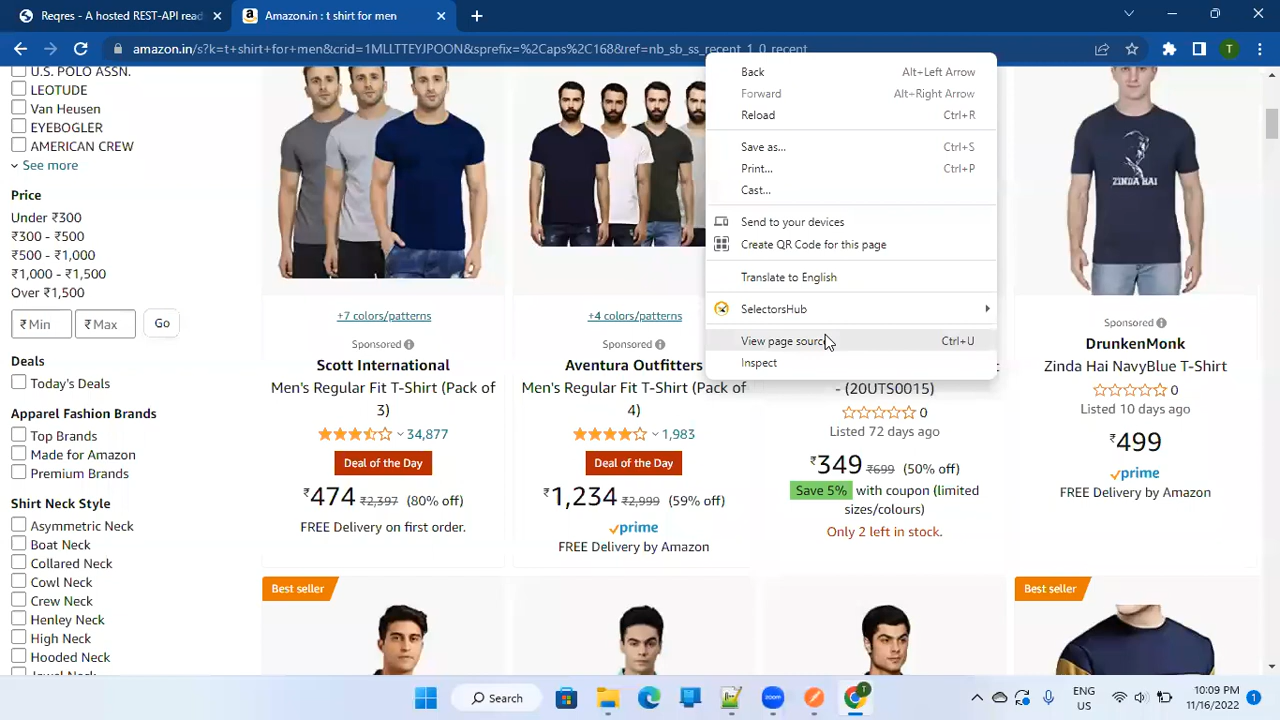 Reqres - A hosted REST-API read
Amazon.in : t shirt for men
amazon.in/s?k=t+shirt+for+men&crid=1MLLTTEYJPOON&sprefix=%2Caps%2C168&ref=nb_sb_ss_recent_1_0_recent
T
U.S. POLO ASSN.
LEOTUDE
Van Heusen
EYEBOGLER
AMERICAN CREW
See more
Price
Under ₹300
₹300 - ₹500
₹500 - ₹1,000
₹1,000 - ₹1,500
Over ₹1,500
₹ Min ₹ Max Go
Deals
Today's Deals
Apparel Fashion Brands
Top Brands
Made for Amazon
Premium Brands
Shirt Neck Style
Asymmetric Neck
Boat Neck
Collared Neck
Cowl Neck
Crew Neck
Henley Neck
High Neck
Hooded Neck
Jewel Neck
+7 colors/patterns
Sponsored
Scott International
Men's Regular Fit T-Shirt (Pack of
3)
34,877
Deal of the Day
₹474 ₹2,397 (80% off)
FREE Delivery on first order.
+4 colors/patterns
Sponsored
Aventura Outfitters
Men's Regular Fit T-Shirt (Pack of
4)
1,983
Deal of the Day
₹1,234 ₹2,999 (59% off)
prime
FREE Delivery by Amazon
Back Alt+Left Arrow
Forward Alt+Right Arrow
Reload Ctrl+R
Save as... Ctrl+S
Print... Ctrl+P
Cast...
Send to your devices
Create QR Code for this page
Translate to English
SelectorsHub
View page source Ctrl+U
Inspect
- (20UTS0015)
0
Listed 72 days ago
₹349 ₹699 (50% off)
Save 5% with coupon (limited
sizes/colours)
Only 2 left in stock.
ZINDA HAI
Sponsored
DrunkenMonk
Zinda Hai NavyBlue T-Shirt
0
Listed 10 days ago
₹499
prime
FREE Delivery by Amazon
Best seller
Best seller
Search
T
ENG
US
10:09 PM
11/16/2022
1